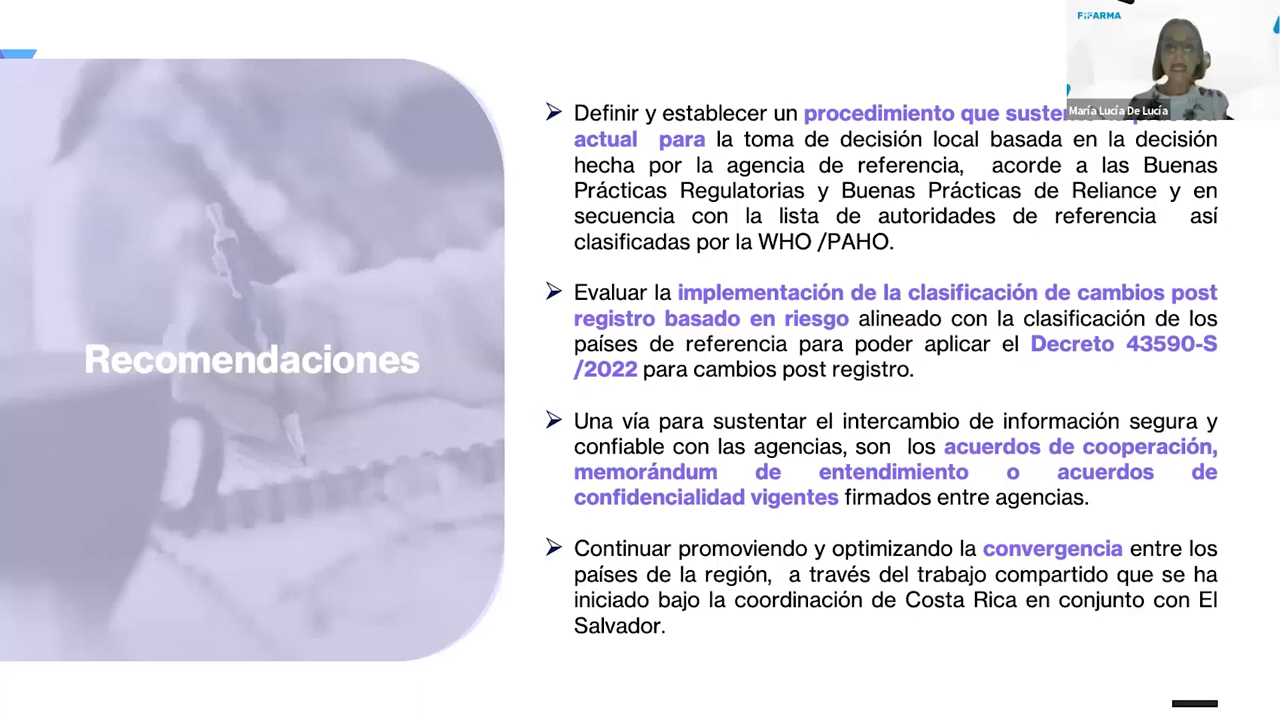 FIFARMA
María Lucía De Lucía
Recomendaciones
Definir y establecer un procedimiento que
actual para la toma de decisión local basada en la decisión
hecha por la agencia de referencia, acorde a las Buenas
Prácticas Regulatorias y Buenas Prácticas de Reliance y en
secuencia con la lista de autoridades de referencia así
clasificadas por la WHO /PAHO.
Evaluar la implementación de la clasificación de cambios post
registro basado en riesgo alineado con la clasificación de los
países de referencia para poder aplicar el Decreto 43590-S
/2022 para cambios post registro.
Una vía para sustentar el intercambio de información segura y
confiable con las agencias, son los acuerdos de cooperación,
memorándum de entendimiento o acuerdos de
confidencialidad vigentes firmados entre agencias.
Continuar promoviendo y optimizando la convergencia entre los
países de la región, a través del trabajo compartido que se ha
iniciado bajo la coordinación de Costa Rica en conjunto con El
Salvador.